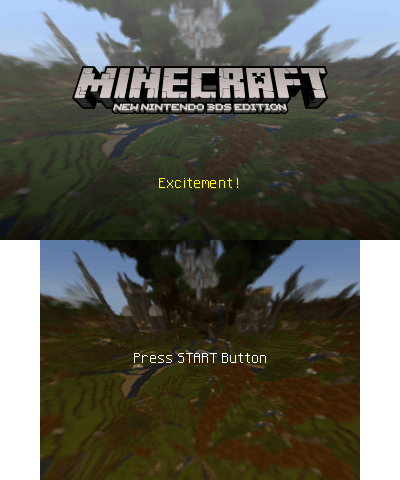 MINECRAFT
NEW NINTENDO 3DS EDITION
Excitement!
Press START Button